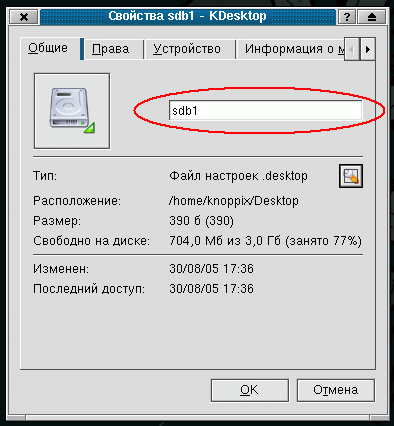 Свойства sdb1 - KDesktop
Общие Права Устройство Информация о
sdb1
Тип: Файл настроек .desktop
Расположение: /home/knoppix/Desktop
Размер: 390 б (390)
Свободно на диске: 704,0 Мб из 3,0 Гб (занято 77%)
Изменен: 30/08/05 17:36
Последний доступ: 30/08/05 17:36
OK Отмена